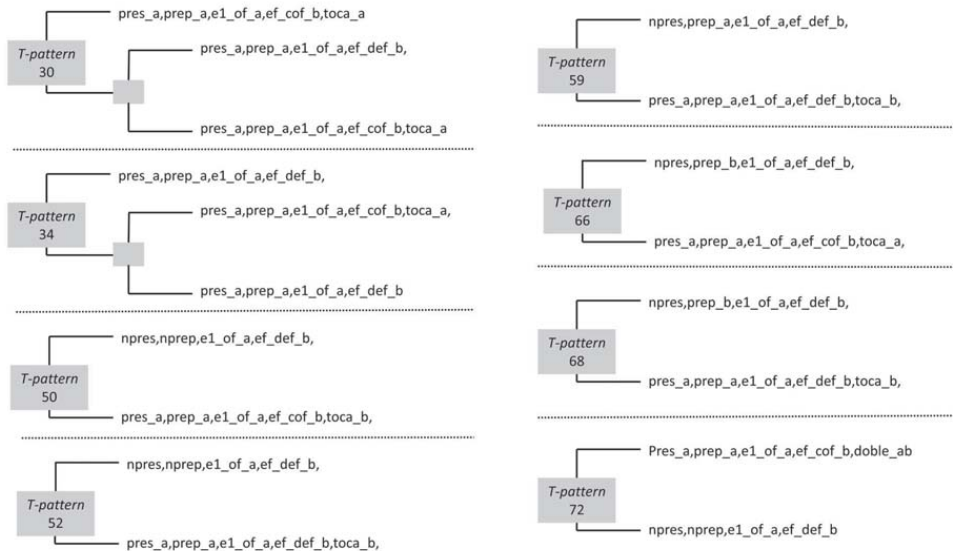 pres_a,prep_a,e1_of_a,ef_cof_b,toca_a
T-pattern
30
pres_a,prep_a,e1_of_a,ef_def_b,
pres_a,prep_a,e1_of_a,ef_cof_b,toca_a
pres_a,prep_a,e1_of_a,ef_def_b,
T-pattern
34
pres_a,prep_a,e1_of_a,ef_cof_b,toca_a,
pres_a,prep_a,e1_of_a,ef_def_b
npres,nprep,e1_of_a,ef_def_b,
T-pattern
50
pres_a,prep_a,e1_of_a,ef_cof_b,toca_b,
npres,nprep,e1_of_a,ef_def_b,
T-pattern
52
pres_a,prep_a,e1_of_a,ef_def_b,toca_b,
npres,prep_a,e1_of_a,ef_def_b,
T-pattern
59
pres_a,prep_a,e1_of_a,ef_def_b,toca_b,
npres,prep_b,e1_of_a,ef_def_b,
T-pattern
66
pres_a,prep_a,e1_of_a,ef_cof_b,toca_a,
npres,prep_b,e1_of_a,ef_def_b,
T-pattern
68
pres_a,prep_a,e1_of_a,ef_def_b,toca_b,
Pres_a,prep_a,e1_of_a,ef_cof_b,doble_ab
T-pattern
72
npres,nprep,e1_of_a,ef_def_b